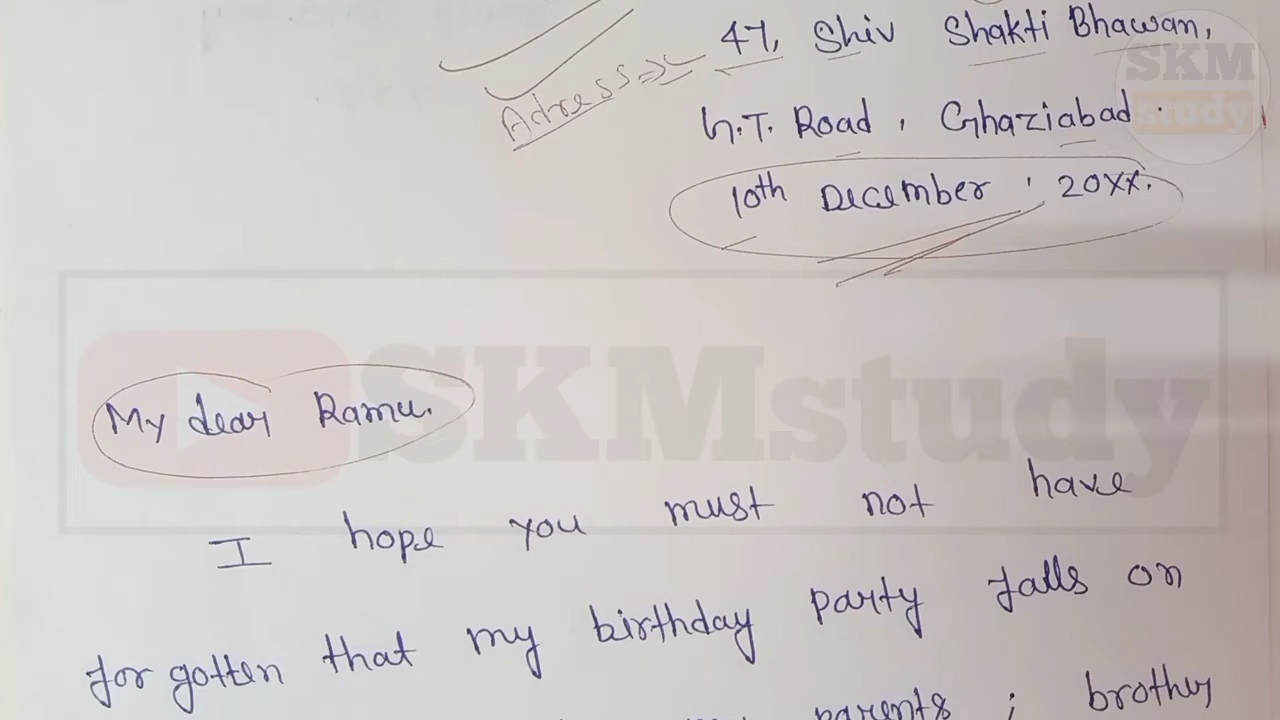 47, Shiv Shakti Bhawan,
Adress =>
G.T. Road, Ghaziabad.
10th December, 20XX.
SKM
study
SKMstudy
My dear Ramu.
I hope you must not have
forgotten that my birthday party falls on
parents ; brother